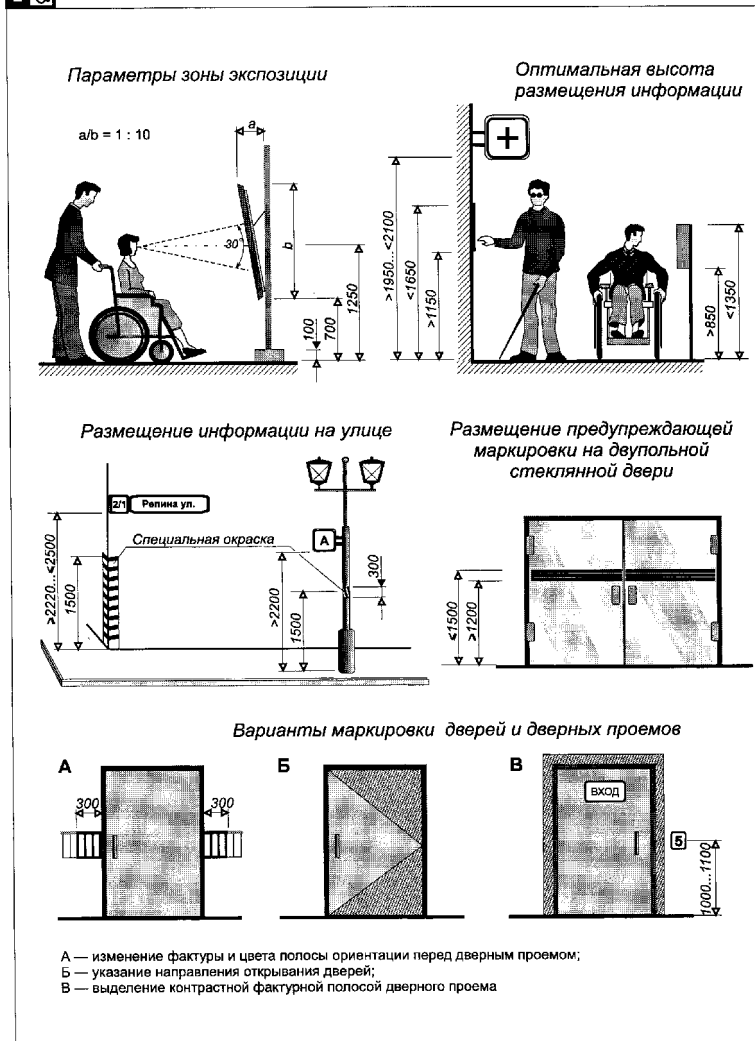 Параметры зоны экспозиции
a/b = 1 : 10
a
30°
b
100
700
1250
Оптимальная высота
размещения информации
>1950...<2100
<1650
>1150
>850
<1350
Размещение информации на улице
2/1 Репина ул.
Специальная окраска
А
>2220...<2500
1500
>2200
1500
300
Размещение предупреждающей
маркировки на двупольной
стеклянной двери
<1500
>1200
Варианты маркировки дверей и дверных проемов
А
300
300
Б
В
ВХОД
5
1000...1100
А — изменение фактуры и цвета полосы ориентации перед дверным проемом;
Б — указание направления открывания дверей;
В — выделение контрастной фактурной полосой дверного проема